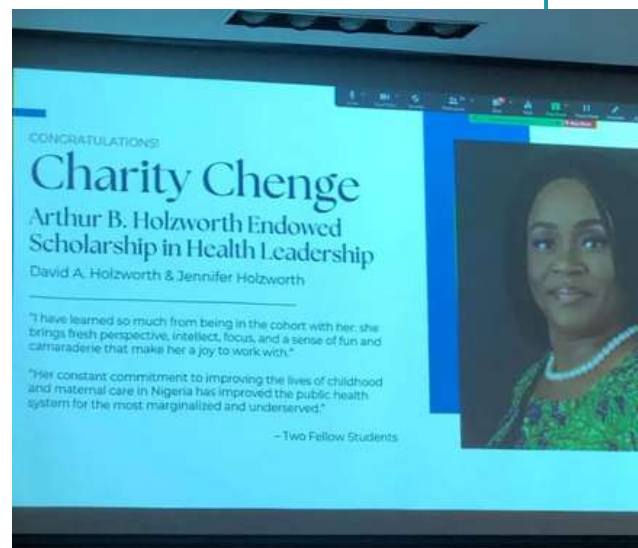 CONGRATULATIONS!
Charity Chenge
Arthur B. Holzworth Endowed
Scholarship in Health Leadership
David A. Holzworth & Jennifer Holzworth
"I have learned so much from being in the cohort with her: she
brings fresh perspective, intellect, focus, and a sense of fun and
camaraderie that make her a joy to work with."
"Her constant commitment to improving the lives of childhood
and maternal care in Nigeria has improved the public health
system for the most marginalized and underserved."
– Two Fellow Students